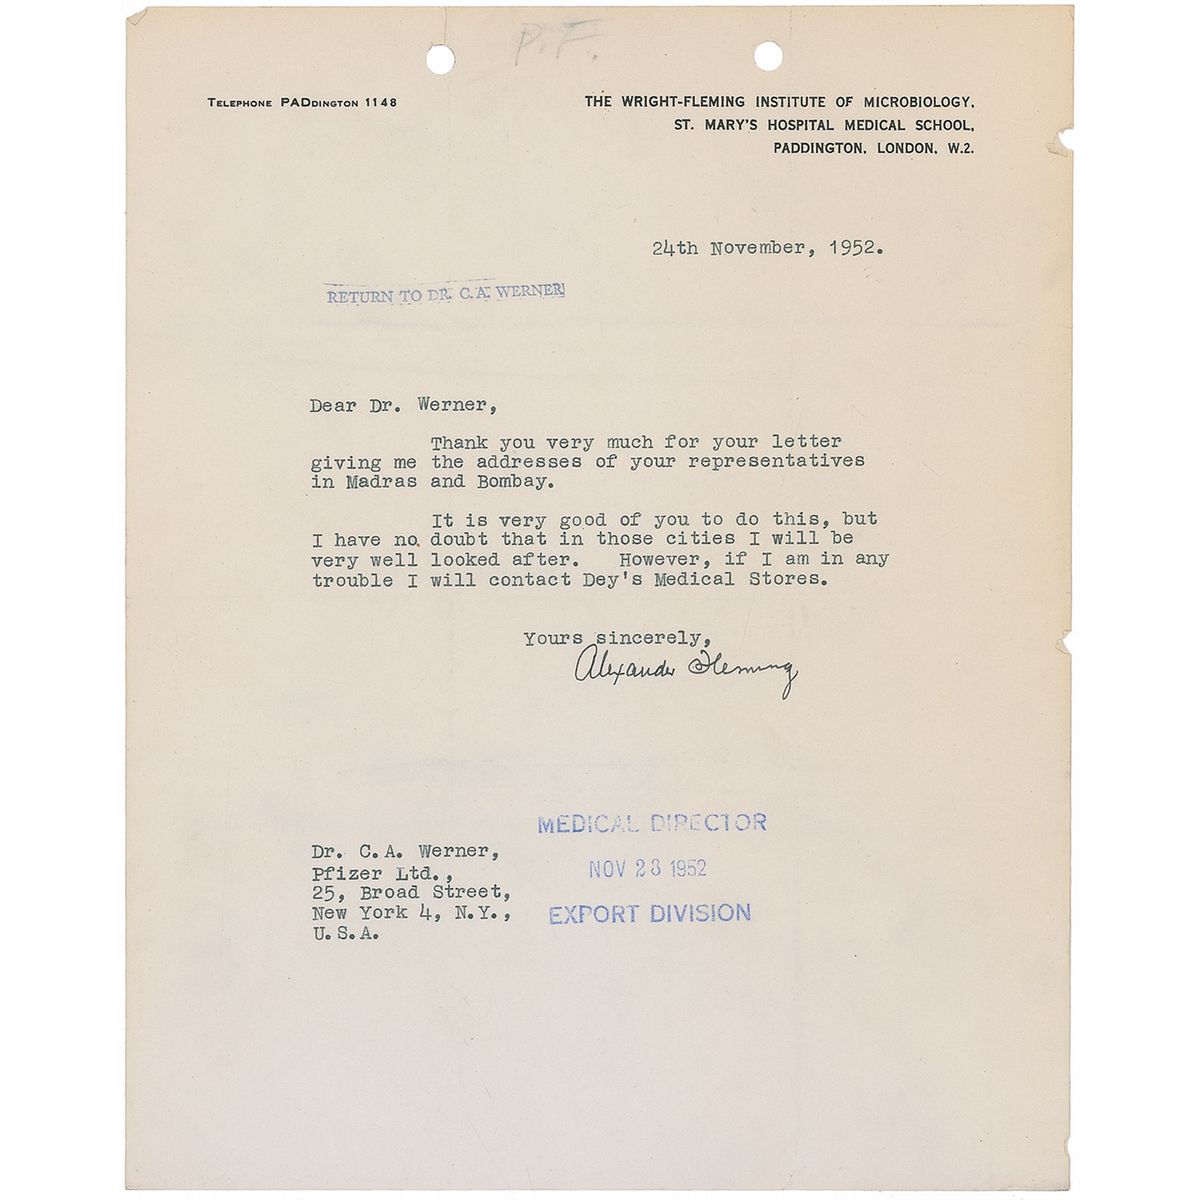 P.F.
TELEPHONE PADDINGTON 1148
THE WRIGHT-FLEMING INSTITUTE OF MICROBIOLOGY,
ST. MARY'S HOSPITAL MEDICAL SCHOOL,
PADDINGTON, LONDON, W.2.
24th November, 1952.
RETURN TO DR. C.A. WERNER
Dear Dr. Werner,
Thank you very much for your letter
giving me the addresses of your representatives
in Madras and Bombay.
It is very good of you to do this, but
I have no doubt that in those cities I will be
very well looked after. However, if I am in any
trouble I will contact Dey's Medical Stores.
Yours sincerely,
Alexander Fleming
MEDICAL DIRECTOR
NOV 28 1952
EXPORT DIVISION
Dr. C.A. Werner,
Pfizer Ltd.,
25, Broad Street,
New York 4, N.Y.,
U.S.A.